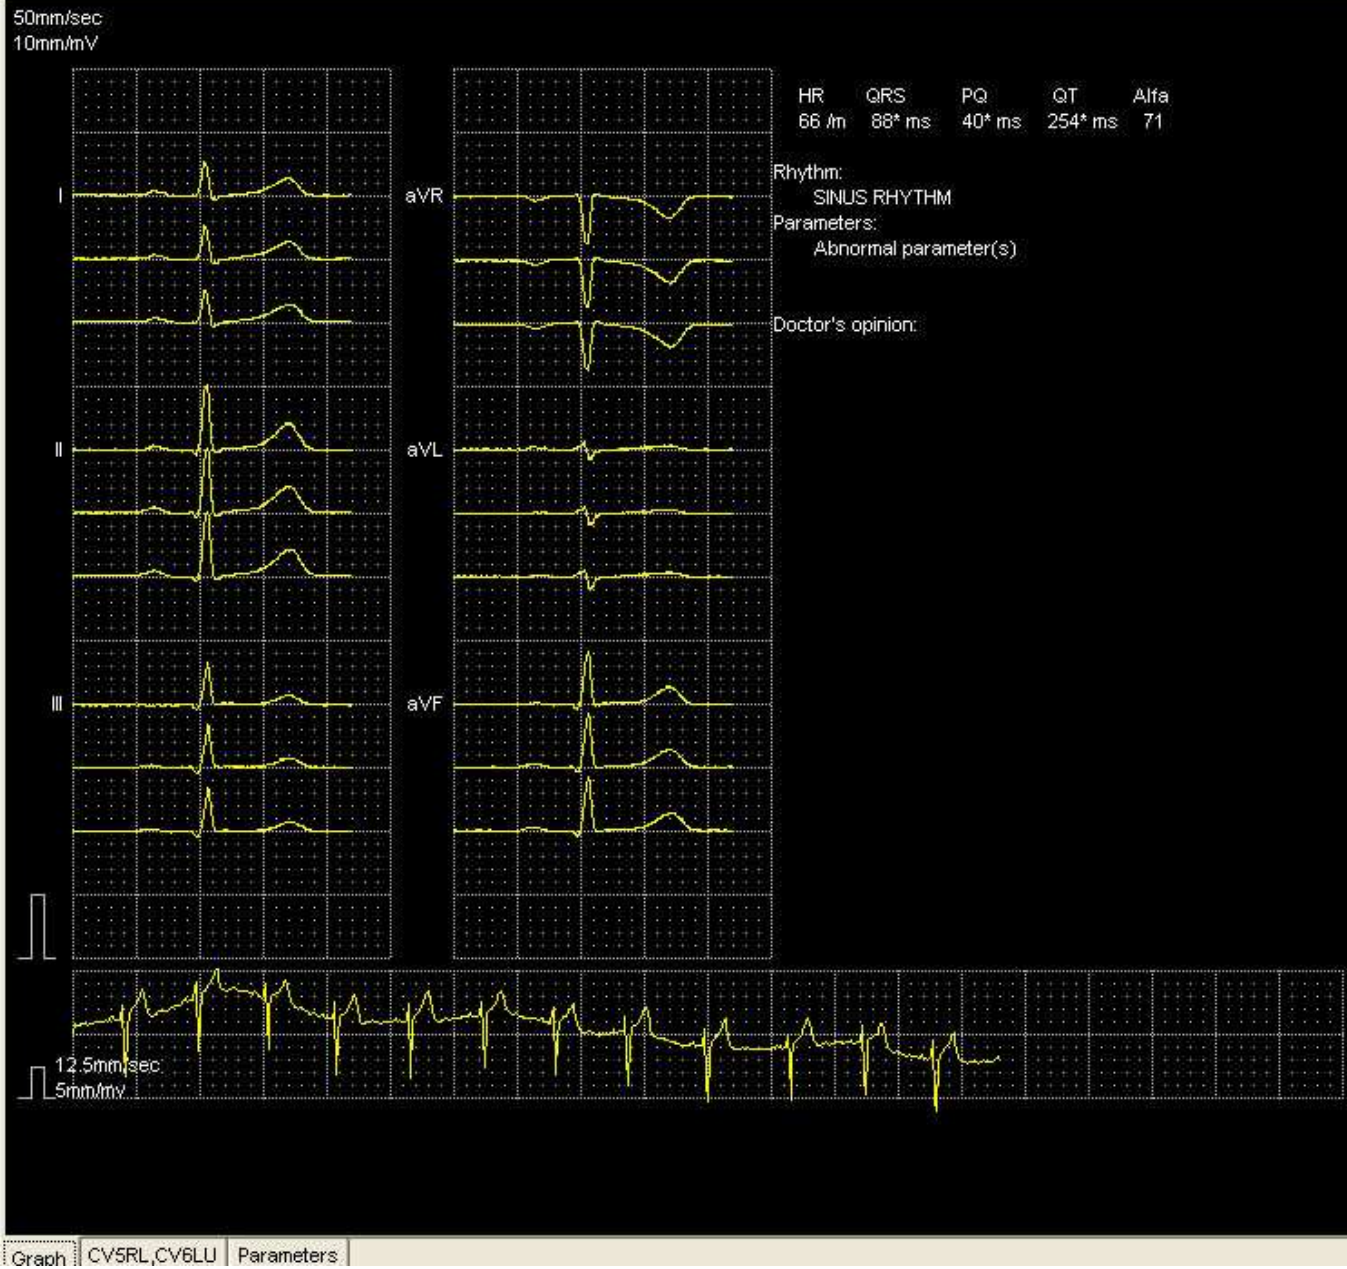 50mm/sec
10mm/mV
HR QRS PQ QT Alfa
66 /m 88* ms 40* ms 254* ms 71
Rhythm:
SINUS RHYTHM
Parameters:
Abnormal parameter(s)
Doctor's opinion:
I
aVR
II
aVL
III
aVF
12.5mm/sec
5mm/mv
Graph CV5RL,CV6LU Parameters